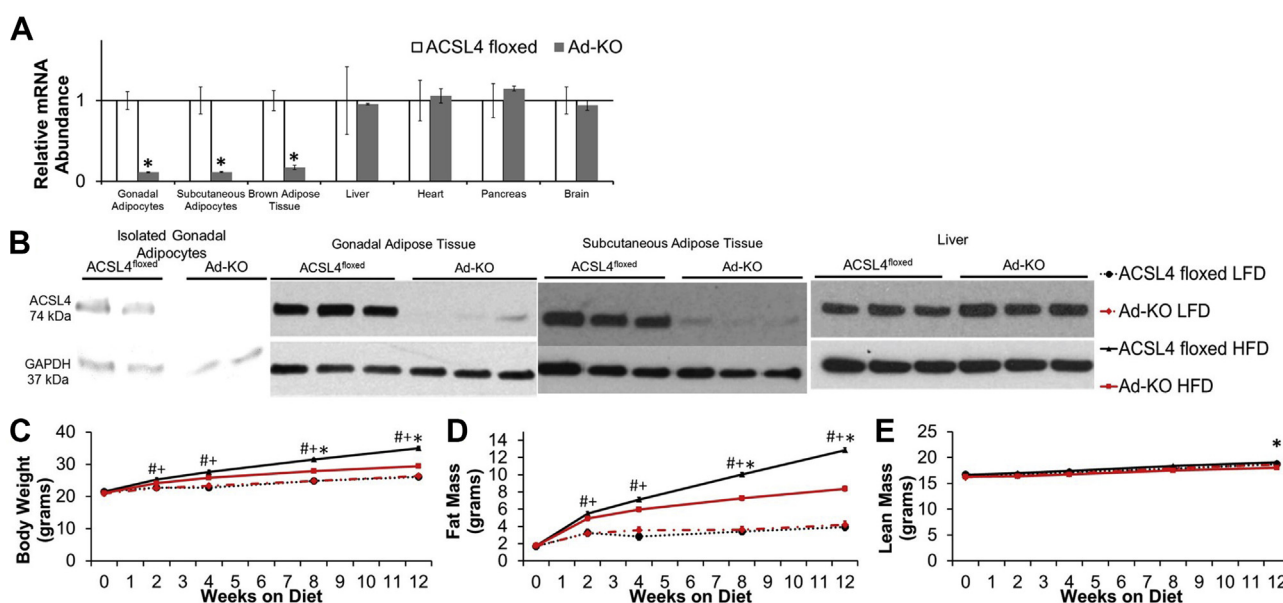 A
Relative mRNA
Abundance
1
0
ACSL4 floxed
Ad-KO
*
*
*
Gonadal
Adipocytes
Subcutaneous
Adipocytes
Brown Adipose
Tissue
Liver
Heart
Pancreas
Brain
B
Isolated Gonadal
Adipocytes
ACSL4floxed
Ad-KO
Gonadal Adipose Tissue
ACSL4floxed
Ad-KO
Subcutaneous Adipose Tissue
ACSL4floxed
Ad-KO
Liver
ACSL4floxed
Ad-KO
ACSL4
74 kDa
GAPDH
37 kDa
ACSL4 floxed LFD
Ad-KO LFD
ACSL4 floxed HFD
Ad-KO HFD
C
Body Weight
(grams)
40
30
20
10
0
#+
#+
#+*
#+*
0 1 2 3 4 5 6 7 8 9 10 11 12
Weeks on Diet
D
Fat Mass
(grams)
14
12
10
8
6
4
2
0
#+
#+
#+*
#+*
0 1 2 3 4 5 6 7 8 9 10 11 12
Weeks on Diet
E
Lean Mass
(grams)
25
20
15
10
5
0
*
0 1 2 3 4 5 6 7 8 9 10 11 12
Weeks on Diet